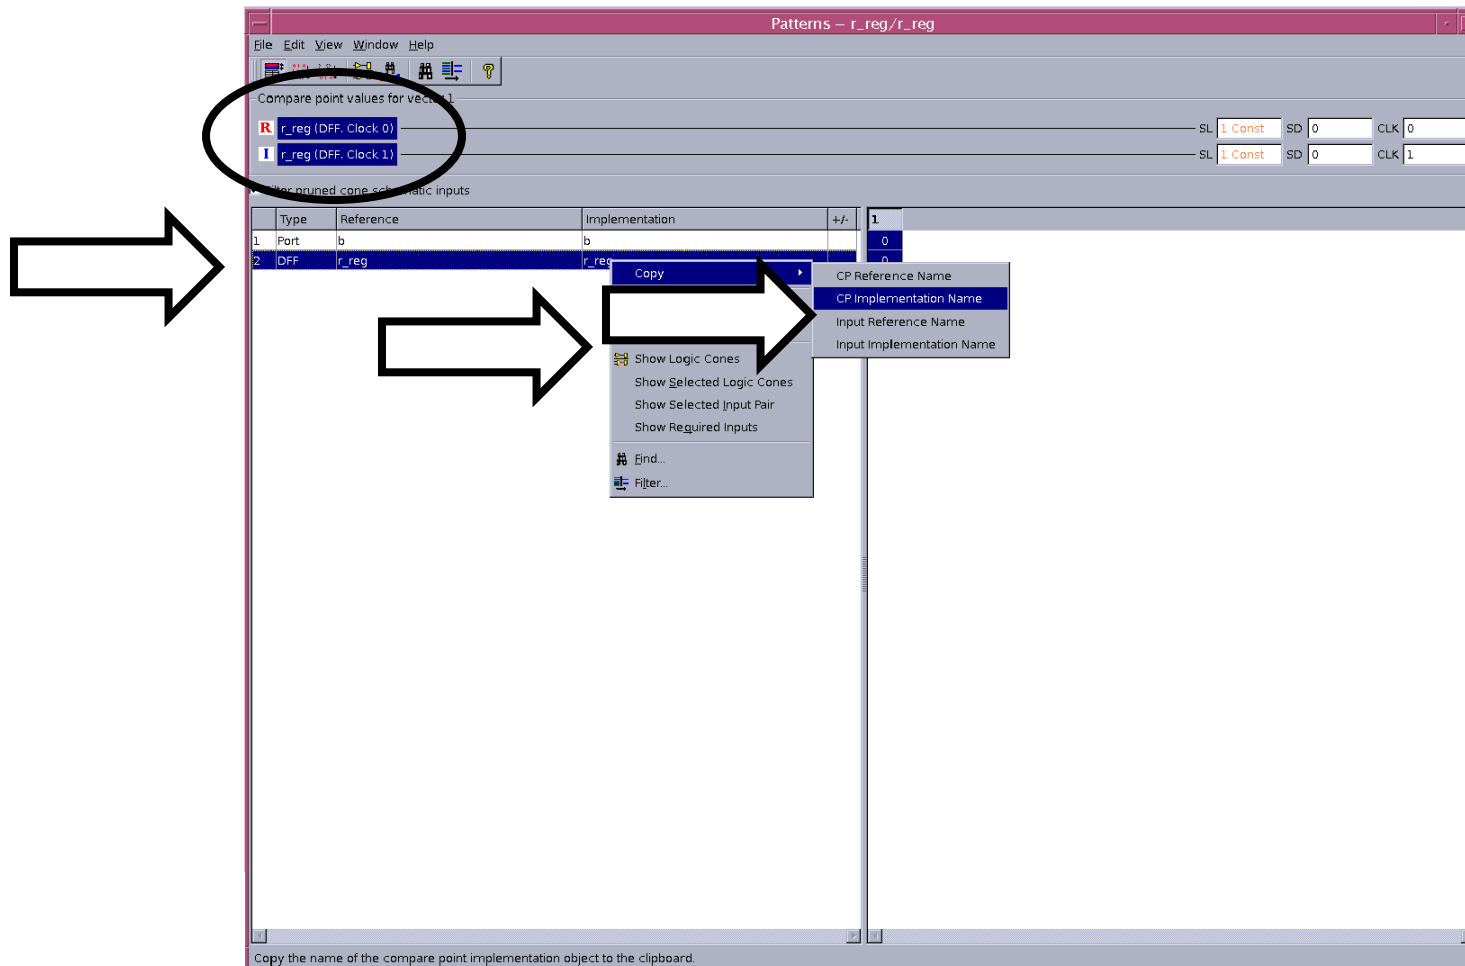 Patterns – r_reg/r_reg
File Edit View Window Help
Compare point values for vector 1
R r_reg (DFF. Clock 0) SL 1 Const SD 0 CLK 0
I r_reg (DFF. Clock 1) SL 1 Const SD 0 CLK 1
pruned cone schematic inputs
Type Reference Implementation +/- 1
1 Port b b 0
2 DFF r_reg r_reg 0
Copy
CP Reference Name
CP Implementation Name
Input Reference Name
Input Implementation Name
Show Logic Cones
Show Selected Logic Cones
Show Selected Input Pair
Show Required Inputs
Find...
Filter...
Copy the name of the compare point implementation object to the clipboard.